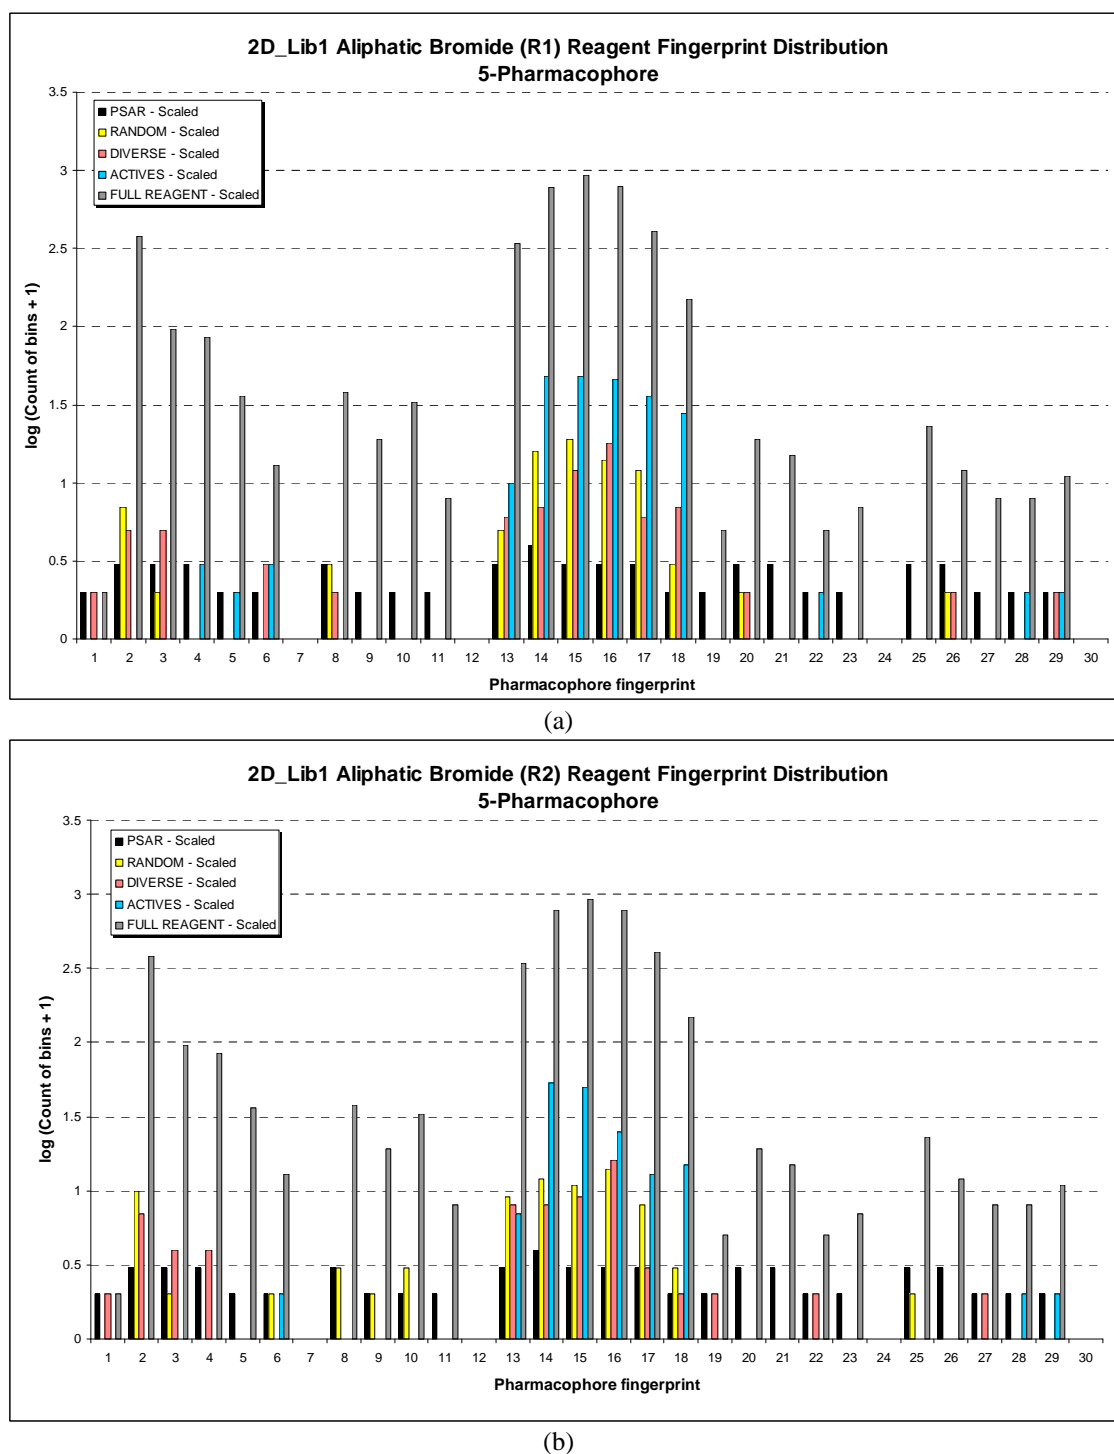 2D_Lib1 Aliphatic Bromide (R1) Reagent Fingerprint Distribution
5-Pharmacophore
3.5
3
2.5
2
1.5
1
0.5
0
log (Count of bins + 1)
PSAR - Scaled
RANDOM - Scaled
DIVERSE - Scaled
ACTIVES - Scaled
FULL REAGENT - Scaled
1 2 3 4 5 6 7 8 9 10 11 12 13 14 15 16 17 18 19 20 21 22 23 24 25 26 27 28 29 30
Pharmacophore fingerprint
(a)
2D_Lib1 Aliphatic Bromide (R2) Reagent Fingerprint Distribution
5-Pharmacophore
3.5
3
2.5
2
1.5
1
0.5
0
log (Count of bins + 1)
PSAR - Scaled
RANDOM - Scaled
DIVERSE - Scaled
ACTIVES - Scaled
FULL REAGENT - Scaled
1 2 3 4 5 6 7 8 9 10 11 12 13 14 15 16 17 18 19 20 21 22 23 24 25 26 27 28 29 30
Pharmacophore fingerprint
(b)